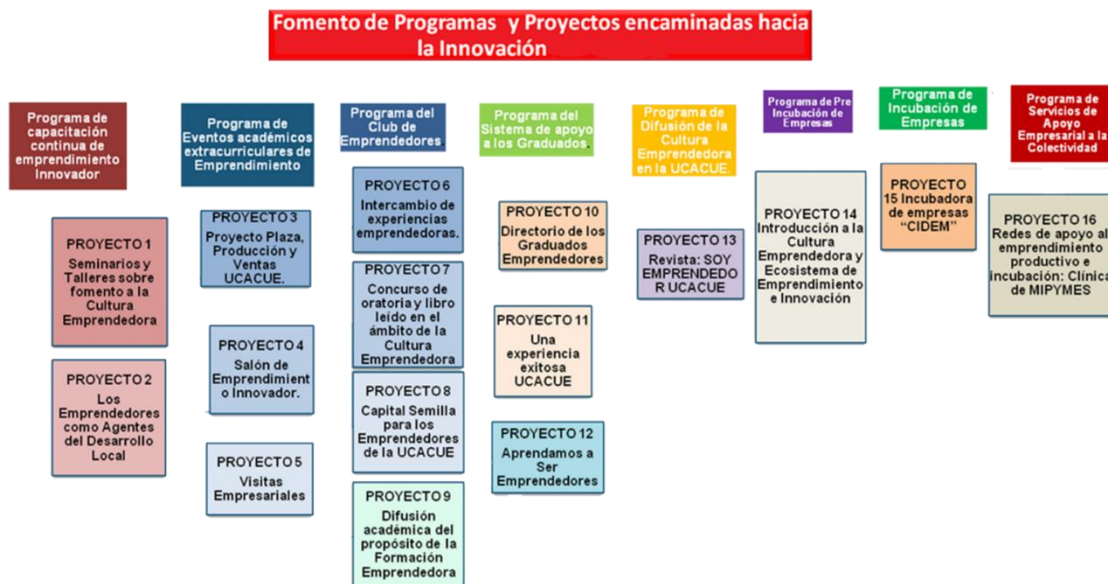 Fomento de Programas y Proyectos encaminadas hacia
la Innovación
Programa de
capacitación
continua de
emprendimiento
Innovador
PROYECTO 1
Seminarios y
Talleres sobre
fomento a la
Cultura
Emprendedora
PROYECTO 2
Los
Emprendedores
como Agentes
del Desarrollo
Local
Programa de
Eventos académicos
extracurriculares de
Emprendimiento
PROYECTO 3
Proyecto Plaza,
Producción y
Ventas
UCACUE.
PROYECTO 4
Salón de
Emprendimient
o Innovador.
PROYECTO 5
Visitas
Empresariales
Programa del
Club de
Emprendedores.
PROYECTO 6
Intercambio de
experiencias
emprendedoras.
PROYECTO 7
Concurso de
oratoria y libro
leído en el
ámbito de la
Cultura
Emprendedora
PROYECTO 8
Capital Semilla
para los
Emprendedores
de la UCACUE
PROYECTO 9
Difusión
académica del
propósito de la
Formación
Emprendedora
Programa del
Sistema de apoyo
a los Graduados.
PROYECTO 10
Directorio de los
Graduados
Emprendedores
PROYECTO 11
Una
experiencia
exitosa
UCACUE
PROYECTO 12
Aprendamos a
Ser
Emprendedores
Programa de
Difusión de la
Cultura
Emprendedora
en la UCACUE.
PROYECTO 13
Revista: SOY
EMPRENDEDO
R UCACUE
Programa de Pre
Incubación de
Empresas
PROYECTO 14
Introducción a la
Cultura
Emprendedora y
Ecosistema de
Emprendimiento
e Innovación
Programa de
Incubación de
Empresas
PROYECTO
15 Incubadora
de empresas
“CIDEM”
Programa de
Servicios de
Apoyo
Empresarial a la
Colectividad
PROYECTO 16
Redes de apoyo al
emprendimiento
productivo e
incubación: Clínica
de MIPYMES